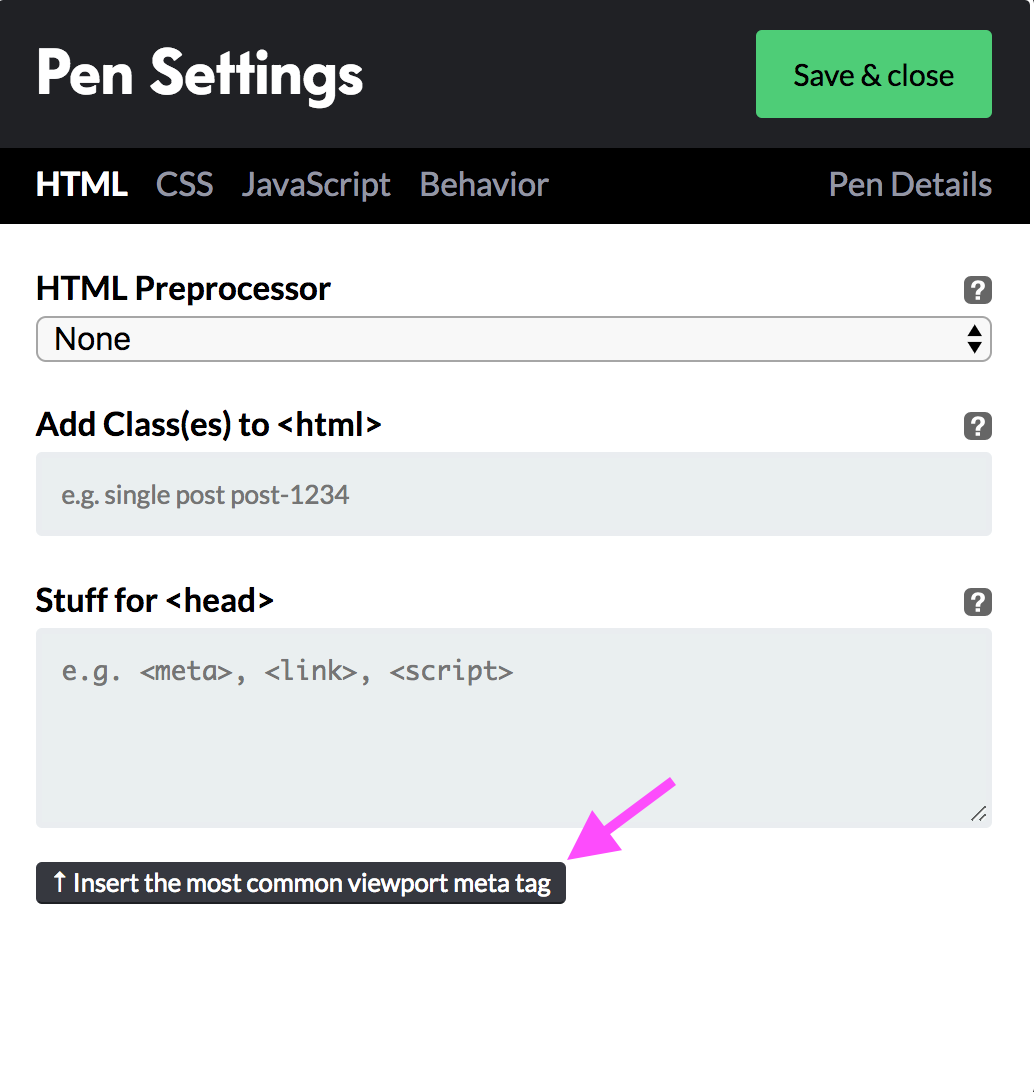 Pen Settings
Save & close
HTML CSS JavaScript Behavior Pen Details
HTML Preprocessor
?
None
Add Class(es) to <html>
?
e.g. single post post-1234
Stuff for <head>
?
e.g. <meta>, <link>, <script>
↑ Insert the most common viewport meta tag